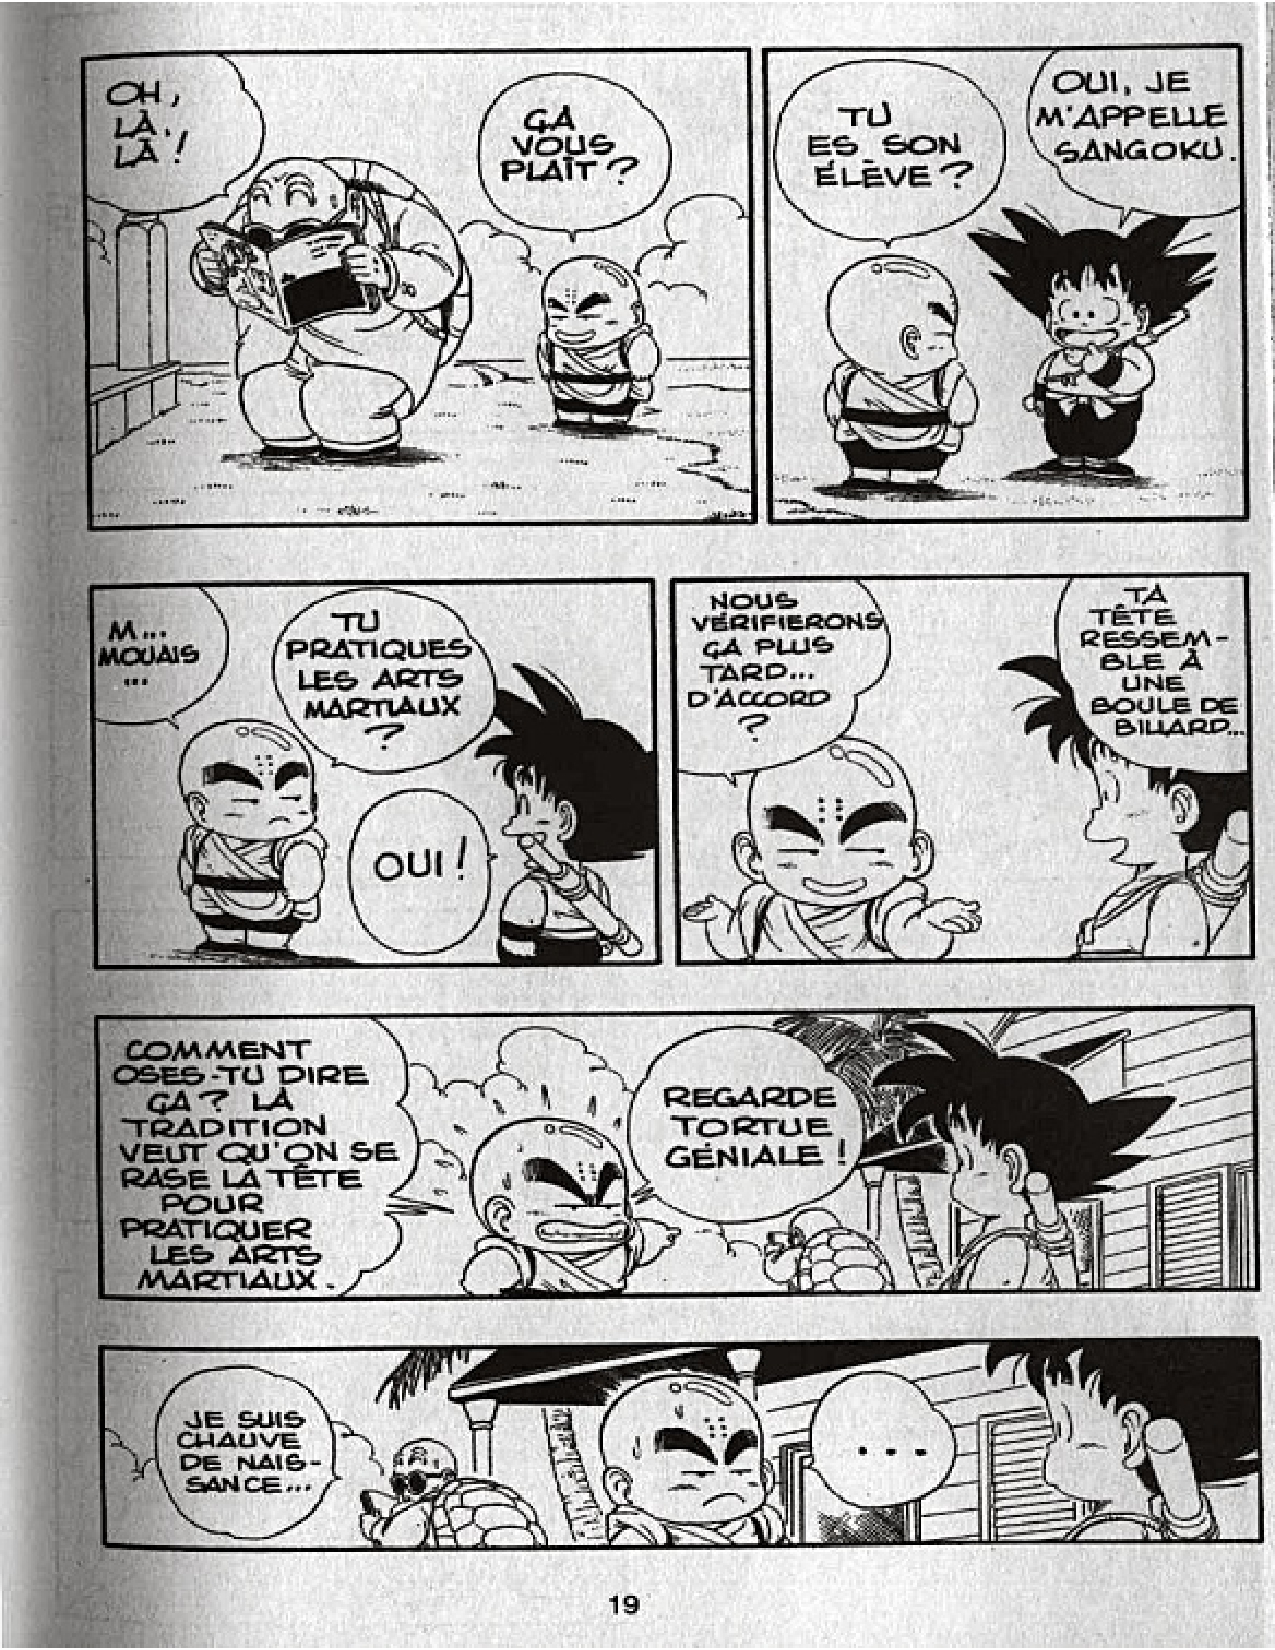 OH,
LÀ,
LÀ !
ÇA
VOUS
PLAÎT ?
TU
ES SON
ÉLÈVE ?
OUI, JE
M'APPELLE
SANGOKU.
M...
MOUAIS
...
TU
PRATIQUES
LES ARTS
MARTIAUX
?
OUI !
NOUS
VÉRIFIERONS
ÇA PLUS
TARD...
D'ACCORD
?
TA
TÊTE
RESSEM-
BLE À
UNE
BOULE DE
BILLARD...
COMMENT
OSES-TU DIRE
ÇA ? LA
TRADITION
VEUT QU'ON SE
RASE LA TÊTE
POUR
PRATIQUER
LES ARTS
MARTIAUX.
REGARDE
TORTUE
GÉNIALE !
JE SUIS
CHAUVE
DE NAIS-
SANCE...
...
19